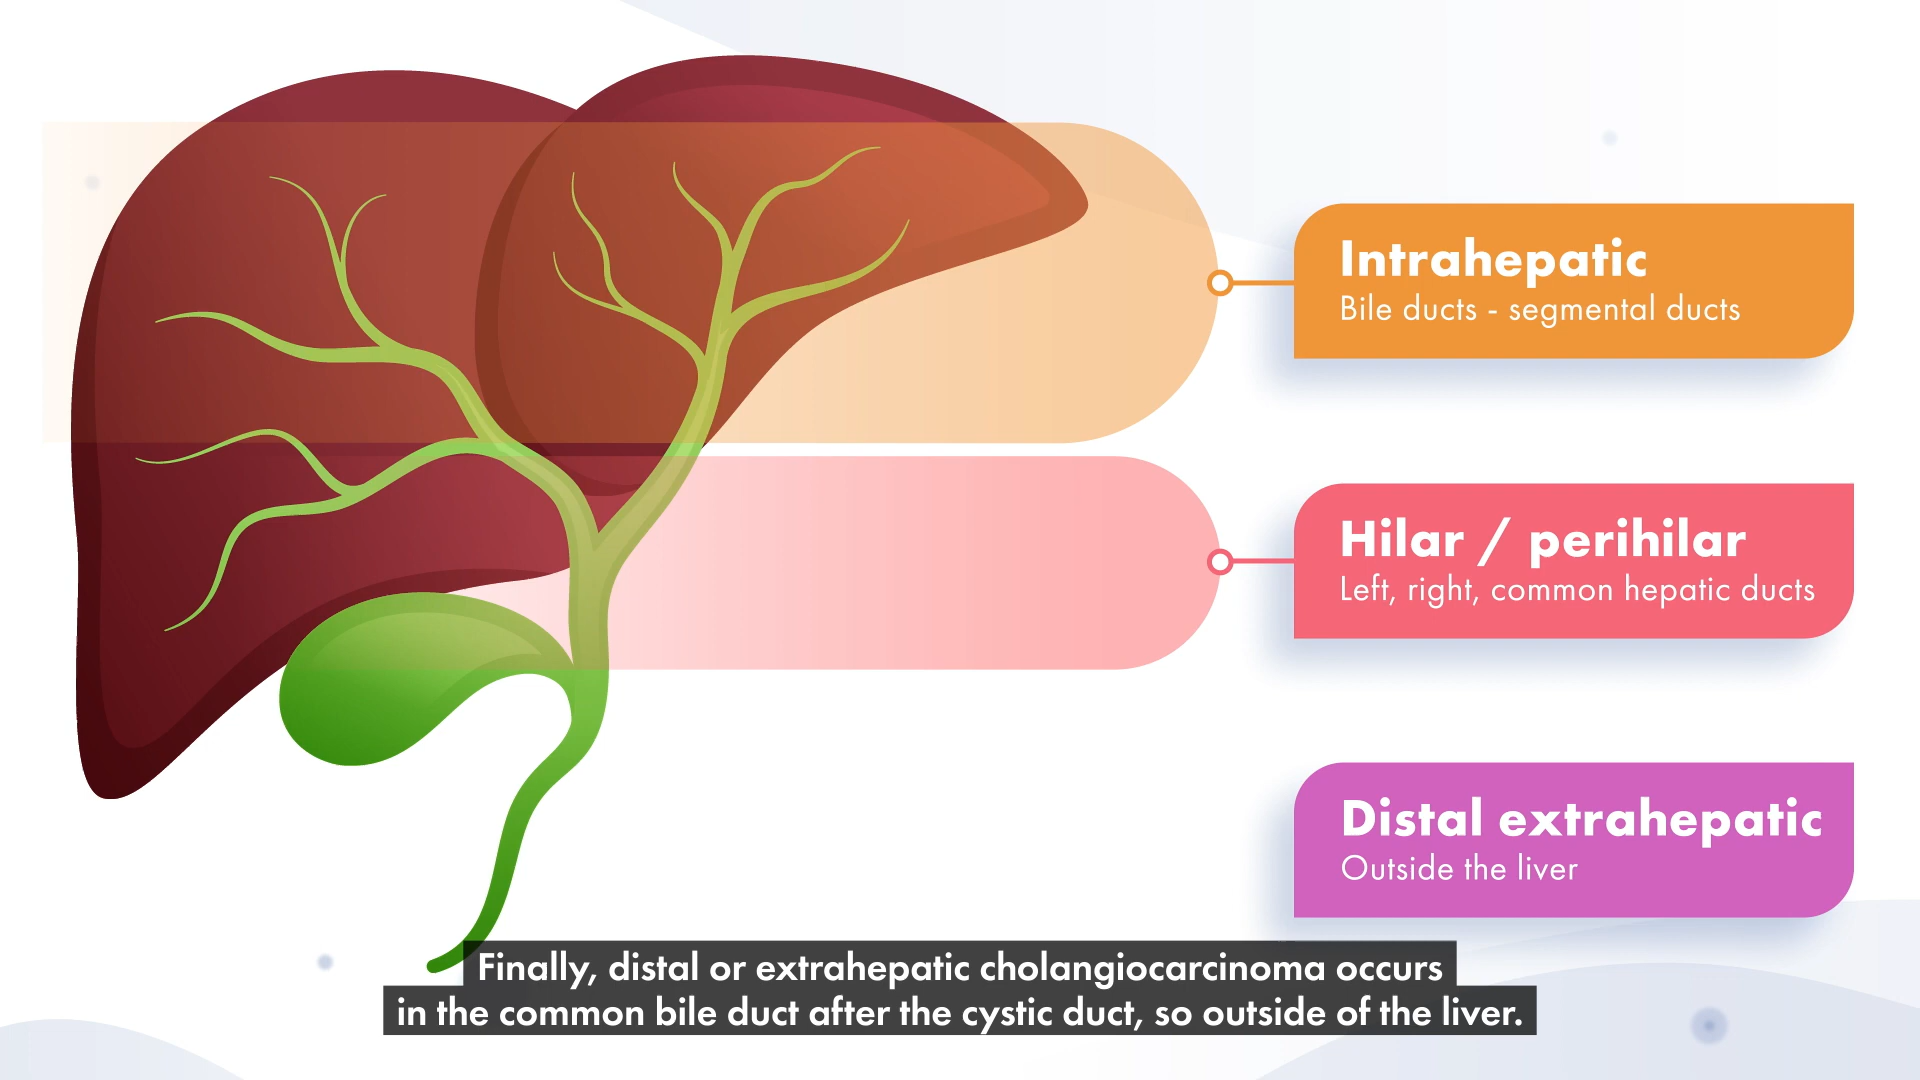 Intrahepatic
Bile ducts - segmental ducts
Hilar / perihilar
Left, right, common hepatic ducts
Distal extrahepatic
Outside the liver
Finally, distal or extrahepatic cholangiocarcinoma occurs
in the common bile duct after the cystic duct, so outside of the liver.